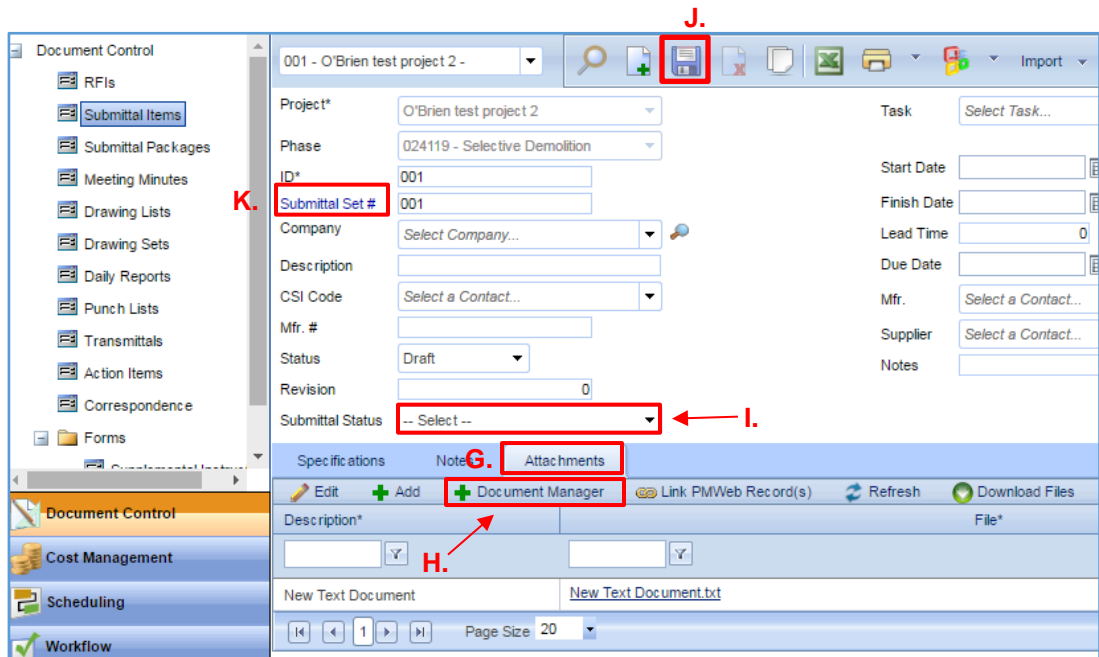 J.
Document Control
RFIs
Submittal Items
Submittal Packages
Meeting Minutes
Drawing Lists
Drawing Sets
Daily Reports
Punch Lists
Transmittals
Action Items
Correspondence
Forms
Document Control
Cost Management
Scheduling
Workflow
001 - O'Brien test project 2 -
Import
Project* O'Brien test project 2
Phase 024119 - Selective Demolition
ID* 001
K. Submittal Set # 001
Company Select Company...
Description
CSI Code Select a Contact...
Mfr. #
Status Draft
Revision 0
Submittal Status -- Select -- I.
Task Select Task...
Start Date
Finish Date
Lead Time 0
Due Date
Mfr. Select a Contact...
Supplier Select a Contact...
Notes
Specifications Notes G. Attachments
Edit Add Document Manager Link PMWeb Record(s) Refresh Download Files
Description* File*
H.
New Text Document New Text Document.txt
1 Page Size 20